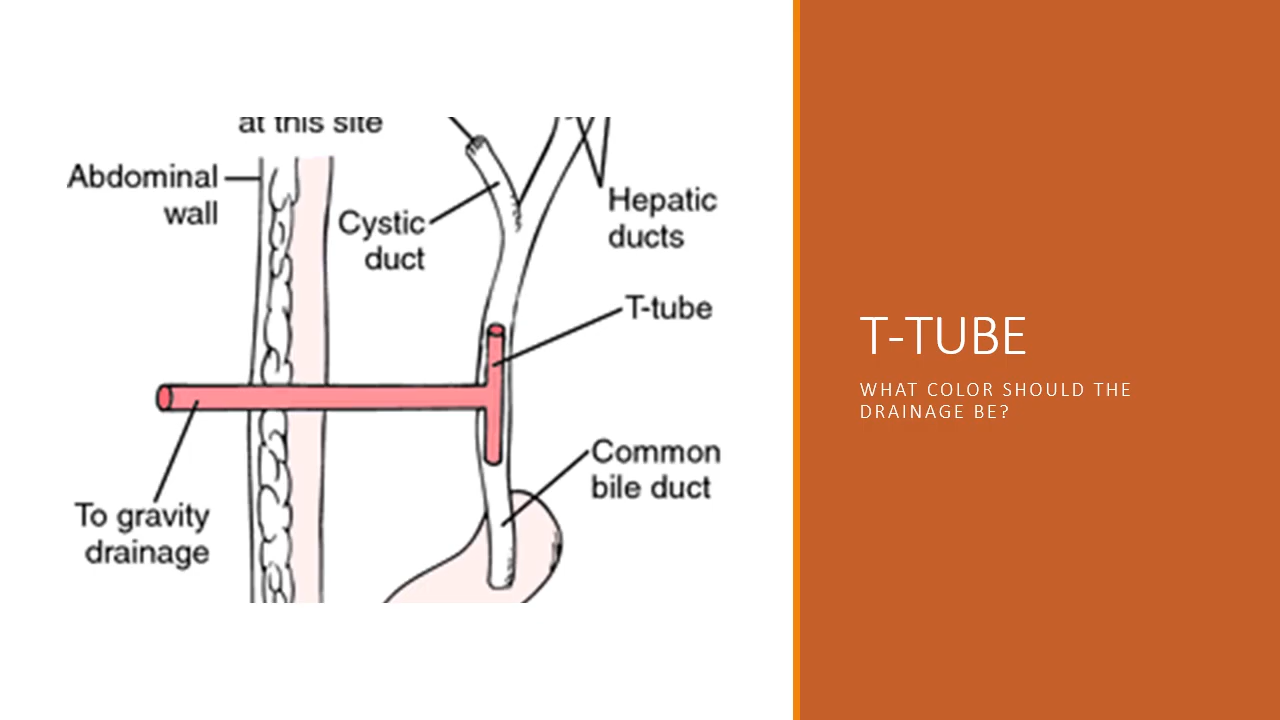 at this site
Abdominal
wall
Cystic
duct
Hepatic
ducts
T-tube
Common
bile duct
To gravity
drainage
T-TUBE
WHAT COLOR SHOULD THE
DRAINAGE BE?